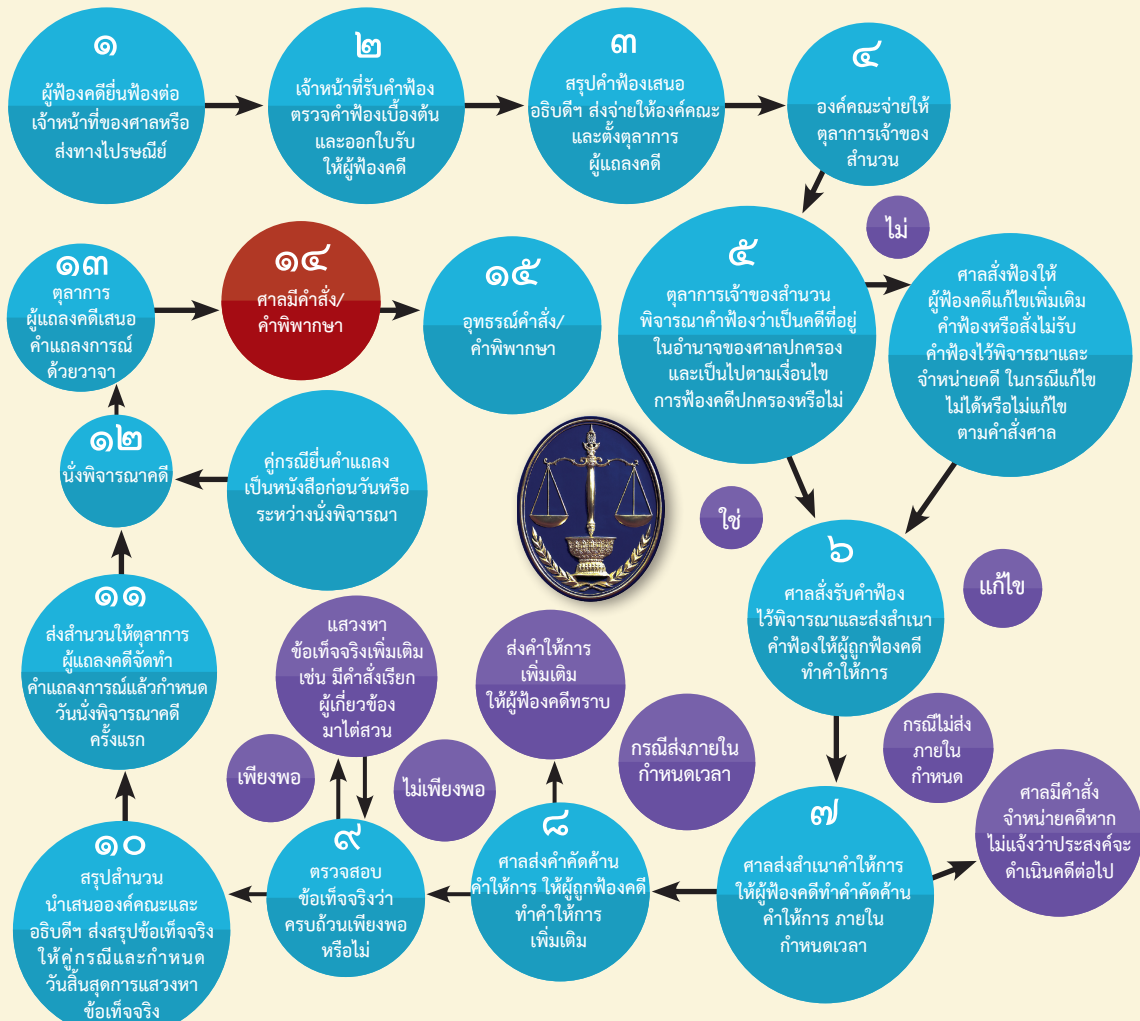 ๑
ผู้ฟ้องคดียื่นฟ้องต่อ
เจ้าหน้าที่ของศาลหรือ
ส่งทางไปรษณีย์
๒
เจ้าหน้าที่รับคำฟ้อง
ตรวจคำฟ้องเบื้องต้น
และออกใบรับ
ให้ผู้ฟ้องคดี
๓
สรุปคำฟ้องเสนอ
อธิบดีฯ ส่งจ่ายให้องค์คณะ
และตั้งตุลาการ
ผู้แถลงคดี
๔
องค์คณะจ่ายให้
ตุลาการเจ้าของ
สำนวน
๕
ตุลาการเจ้าของสำนวน
พิจารณาคำฟ้องว่าเป็นคดีที่อยู่
ในอำนาจของศาลปกครอง
และเป็นไปตามเงื่อนไข
การฟ้องคดีปกครองหรือไม่
ไม่
ศาลสั่งฟ้องให้
ผู้ฟ้องคดีแก้ไขเพิ่มเติม
คำฟ้องหรือสั่งไม่รับ
คำฟ้องไว้พิจารณาและ
จำหน่ายคดี ในกรณีแก้ไข
ไม่ได้หรือไม่แก้ไข
ตามคำสั่งศาล
ใช่
แก้ไข
๖
ศาลสั่งรับคำฟ้อง
ไว้พิจารณาและส่งสำเนา
คำฟ้องให้ผู้ถูกฟ้องคดี
ทำคำให้การ
๗
ศาลส่งสำเนาคำให้การ
ให้ผู้ฟ้องคดีทำคำคัดค้าน
คำให้การ ภายใน
กำหนดเวลา
กรณีไม่ส่ง
ภายใน
กำหนด
ศาลมีคำสั่ง
จำหน่ายคดีหาก
ไม่แจ้งว่าประสงค์จะ
ดำเนินคดีต่อไป
กรณีส่งภายใน
กำหนดเวลา
๘
ศาลส่งคำคัดค้าน
คำให้การ ให้ผู้ถูกฟ้องคดี
ทำคำให้การ
เพิ่มเติม
ส่งคำให้การ
เพิ่มเติม
ให้ผู้ฟ้องคดีทราบ
๙
ตรวจสอบ
ข้อเท็จจริงว่า
ครบถ้วนเพียงพอ
หรือไม่
ไม่เพียงพอ
แสวงหา
ข้อเท็จจริงเพิ่มเติม
เช่น มีคำสั่งเรียก
ผู้เกี่ยวข้อง
มาไต่สวน
เพียงพอ
๑๐
สรุปสำนวน
นำเสนอองค์คณะและ
อธิบดีฯ ส่งสรุปข้อเท็จจริง
ให้คู่กรณีและกำหนด
วันสิ้นสุดการแสวงหา
ข้อเท็จจริง
๑๑
ส่งสำนวนให้ตุลาการ
ผู้แถลงคดีจัดทำ
คำแถลงการณ์แล้วกำหนด
วันนั่งพิจารณาคดี
ครั้งแรก
๑๒
นั่งพิจารณาคดี
คู่กรณียื่นคำแถลง
เป็นหนังสือก่อนวันหรือ
ระหว่างนั่งพิจารณา
๑๓
ตุลาการ
ผู้แถลงคดีเสนอ
คำแถลงการณ์
ด้วยวาจา
๑๔
ศาลมีคำสั่ง/
คำพิพากษา
๑๕
อุทธรณ์คำสั่ง/
คำพิพากษา